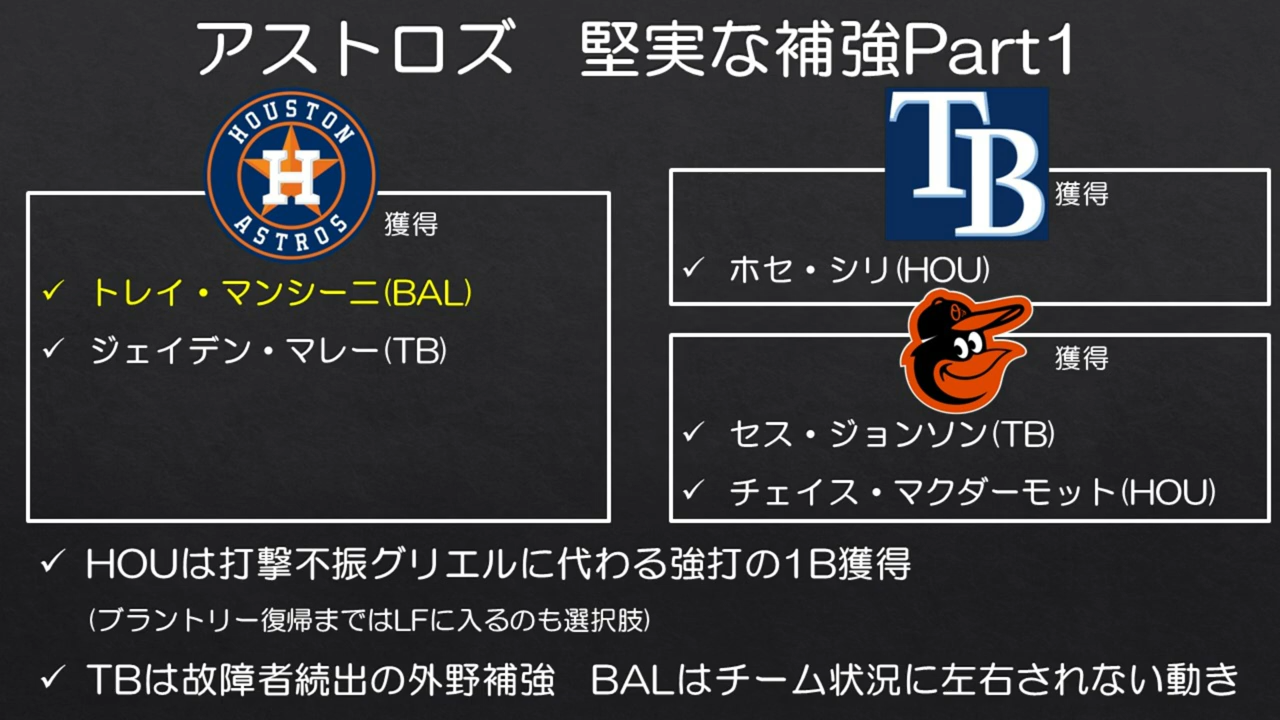 アストロズ　堅実な補強Part1
HOUSTON
H
ASTROS
獲得
✓ トレイ・マンシーニ(BAL)
✓ ジェイデン・マレー(TB)
TB
獲得
✓ ホセ・シリ(HOU)
獲得
✓ セス・ジョンソン(TB)
✓ チェイス・マクダーモット(HOU)
✓ HOUは打撃不振グリエルに代わる強打の1B獲得
(ブラントリー復帰まではLFに入るのも選択肢)
✓ TBは故障者続出の外野補強　BALはチーム状況に左右されない動き